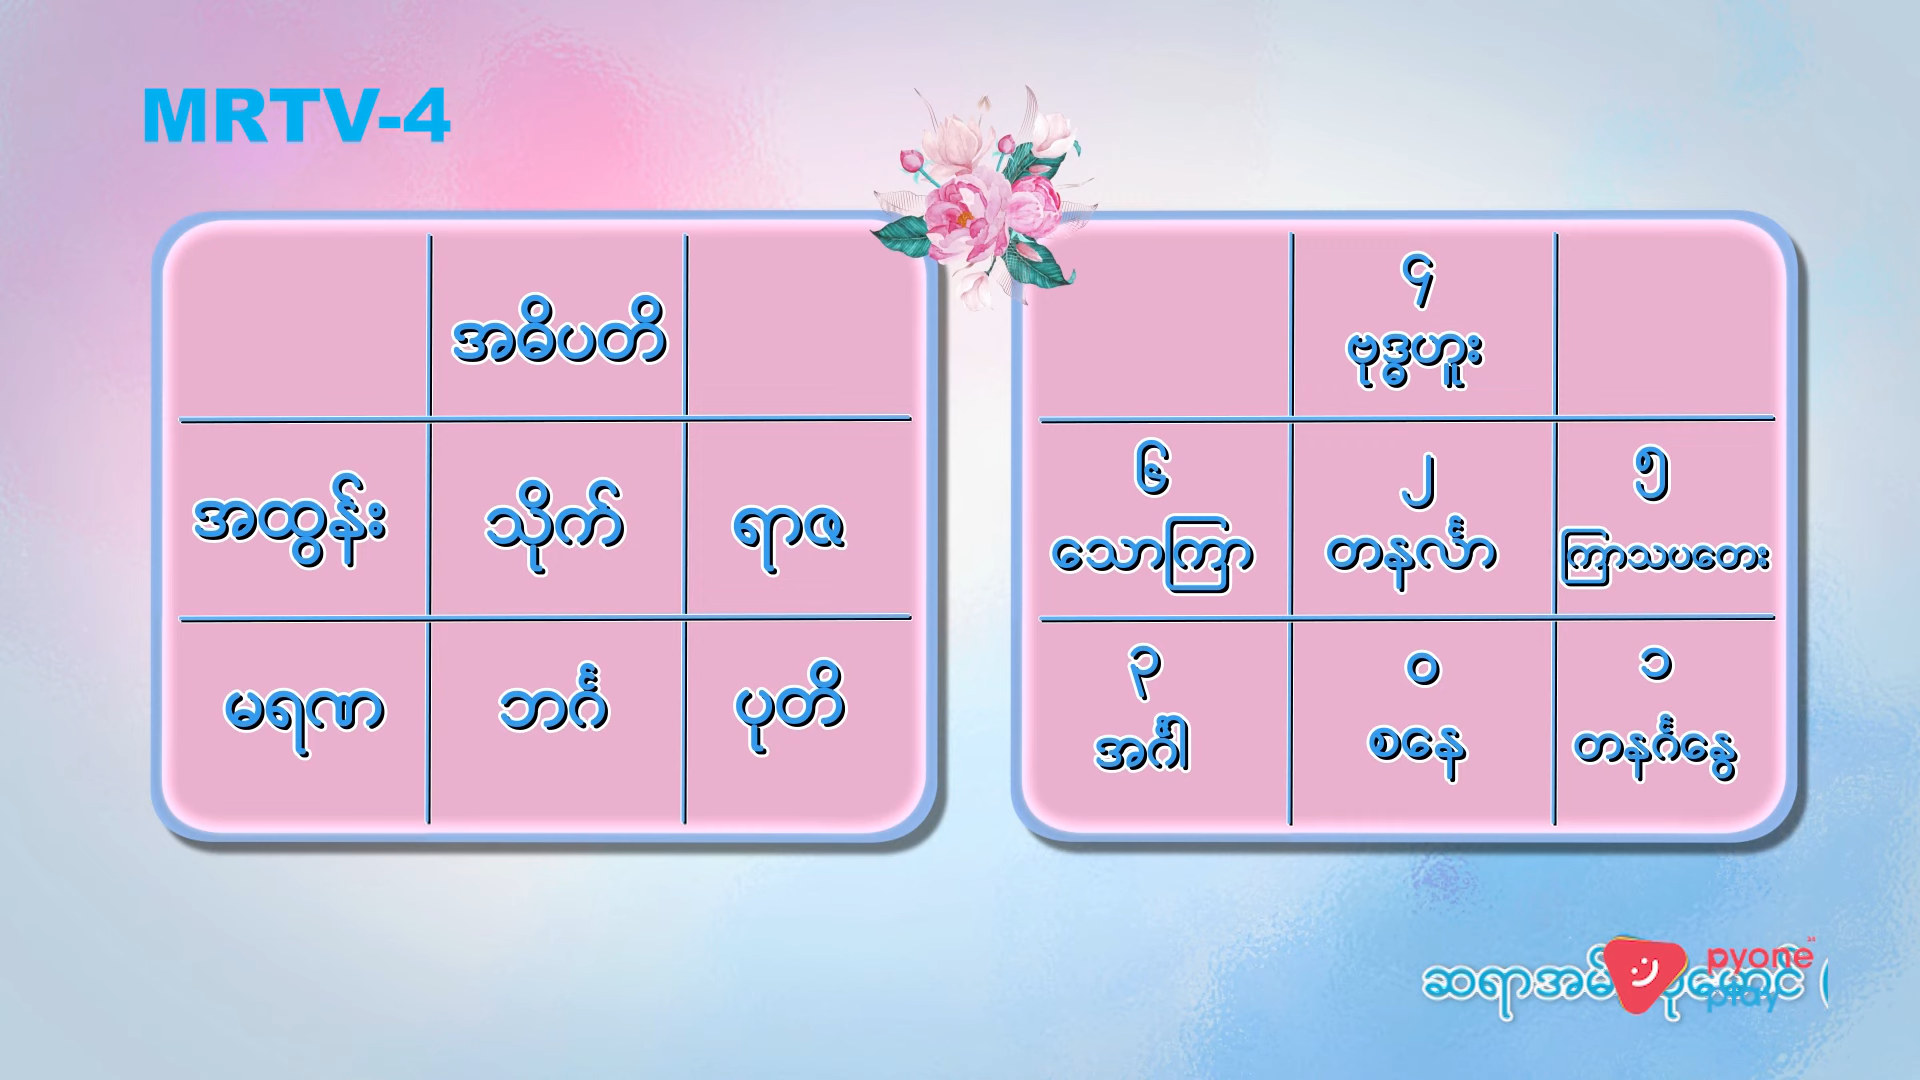 MRTV-4
အဓိပတိ
အထွန်း သိုက် ရာဇ
မရဏ ဘင်္ဂ ပုတိ
၄
ဗုဒ္ဓဟူး
၆ ၂ ၅
သောကြာ တနင်္လာ ကြာသပတေး
၃ ၀ ၁
အင်္ဂါ စနေ တနင်္ဂနွေ
ဆရာ
pyone
play